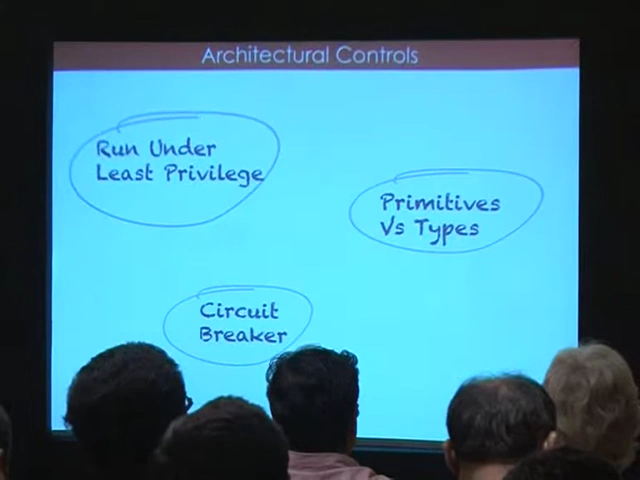 Architectural Controls
Run Under
Least Privilege
Primitives
Vs Types
Circuit
Breaker